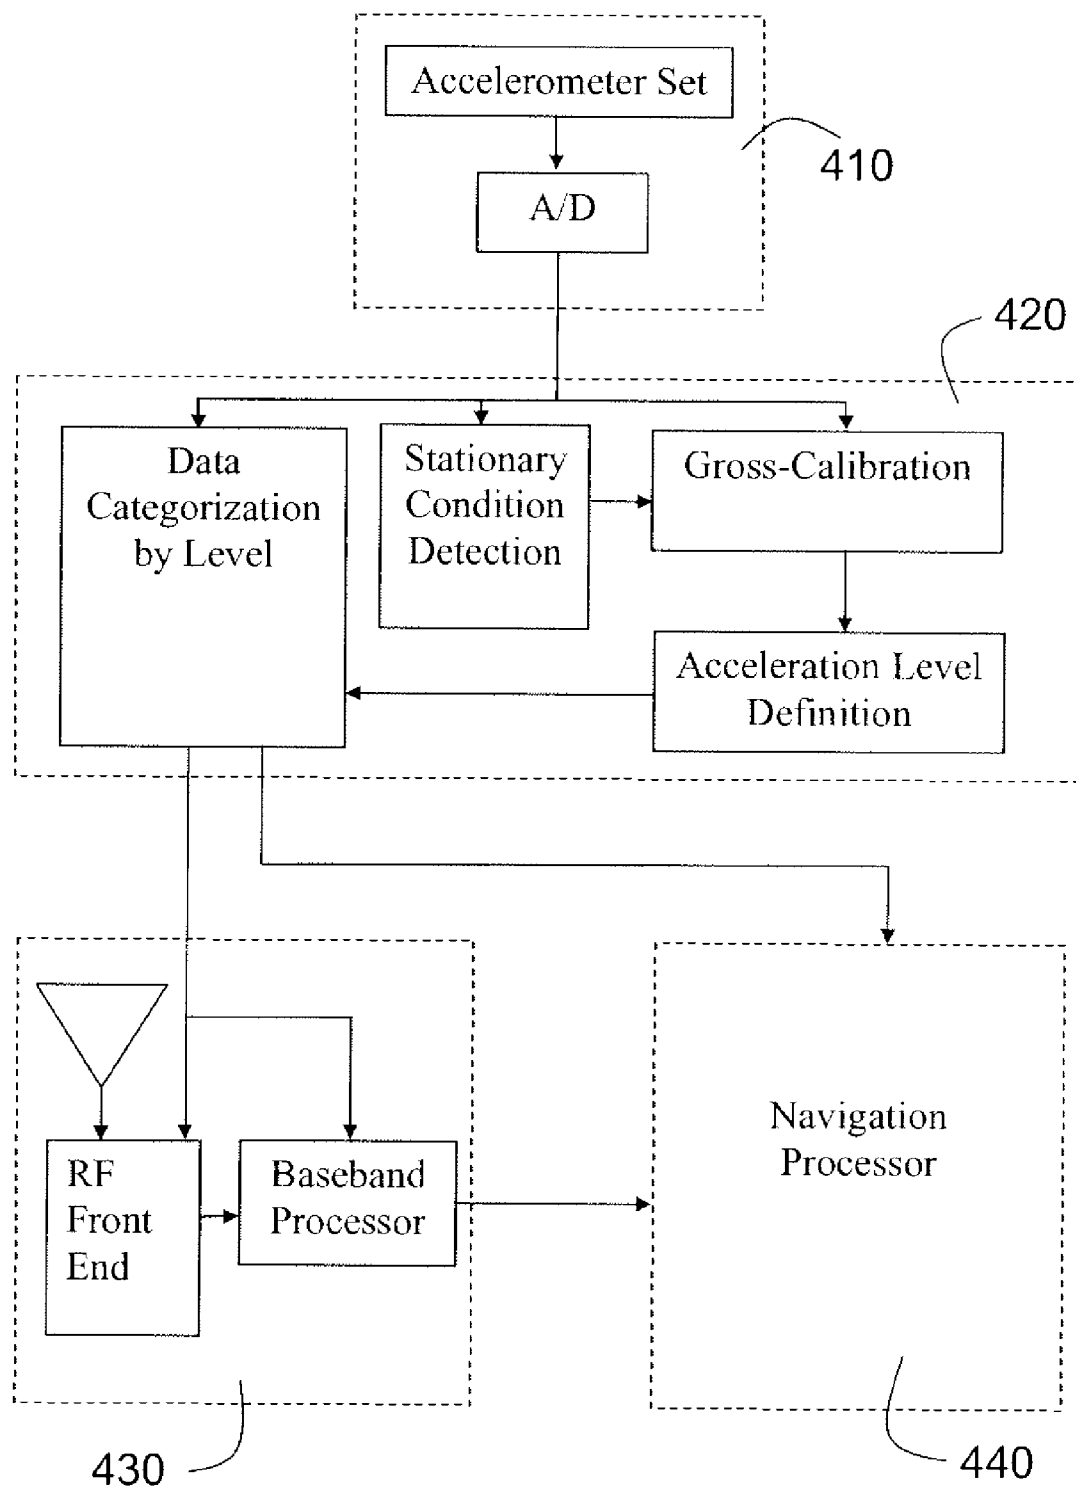 Accelerometer Set
410
A/D
420
Data
Categorization
by Level
Stationary
Condition
Detection
Gross-Calibration
Acceleration Level
Definition
RF
Front
End
Baseband
Processor
Navigation
Processor
430
440